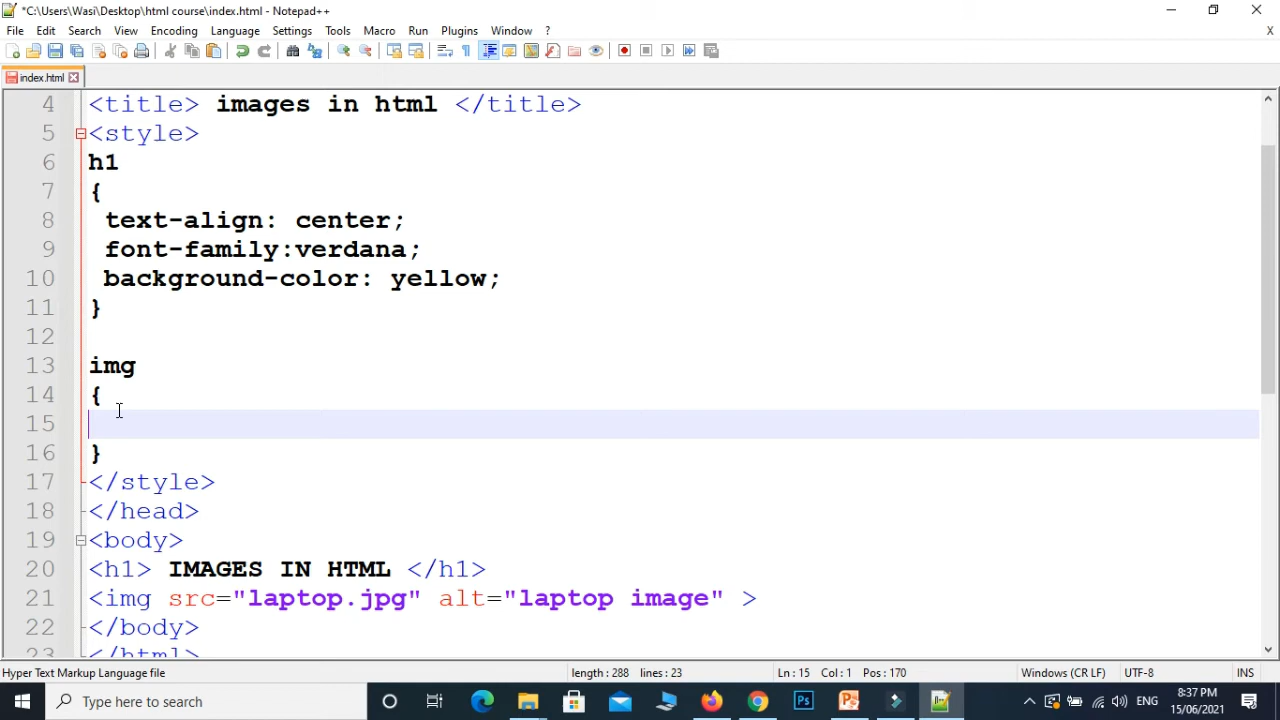 *C:\Users\Wasi\Desktop\html course\index.html - Notepad++
File Edit Search View Encoding Language Settings Tools Macro Run Plugins Window ? X
index.html
4 <title> images in html </title>
5 <style>
6 h1
7 {
8 text-align: center;
9 font-family:verdana;
10 background-color: yellow;
11 }
12
13 img
14 {
15
16 }
17 </style>
18 </head>
19 <body>
20 <h1> IMAGES IN HTML </h1>
21 <img src="laptop.jpg" alt="laptop image" >
22 </body>
23 </html>
Hyper Text Markup Language file length : 288 lines : 23 Ln : 15 Col : 1 Pos : 170 Windows (CR LF) UTF-8 INS
Type here to search ENG 8:37 PM
15/06/2021